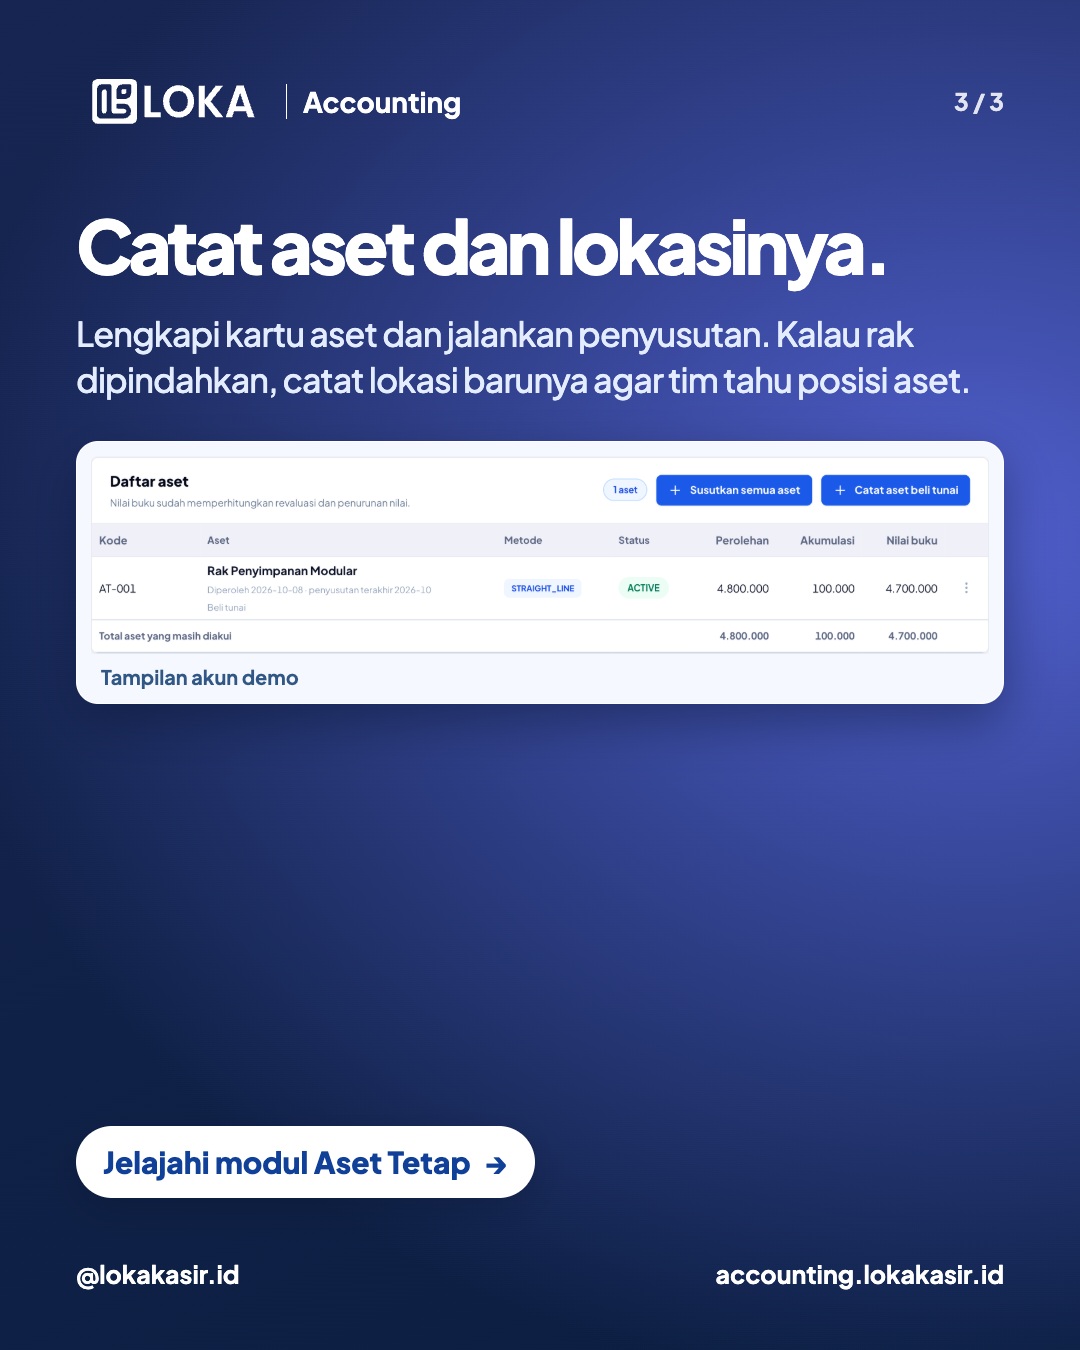 LOKA | Accounting
3 / 3
Catat aset dan lokasinya.
Lengkapi kartu aset dan jalankan penyusutan. Kalau rak
dipindahkan, catat lokasi barunya agar tim tahu posisi aset.
Daftar aset
Nilai buku sudah memperhitungkan revaluasi dan penurunan nilai.
1 aset
+ Susutkan semua aset
+ Catat aset beli tunai
Kode Aset Metode Status Perolehan Akumulasi Nilai buku
AT-001 Rak Penyimpanan Modular STRAIGHT_LINE ACTIVE 4.800.000 100.000 4.700.000
Diperoleh 2026-10-08 · penyusutan terakhir 2026-10
Beli tunai
Total aset yang masih diakui 4.800.000 100.000 4.700.000
Tampilan akun demo
Jelajahi modul Aset Tetap →
@lokakasir.id
accounting.lokakasir.id